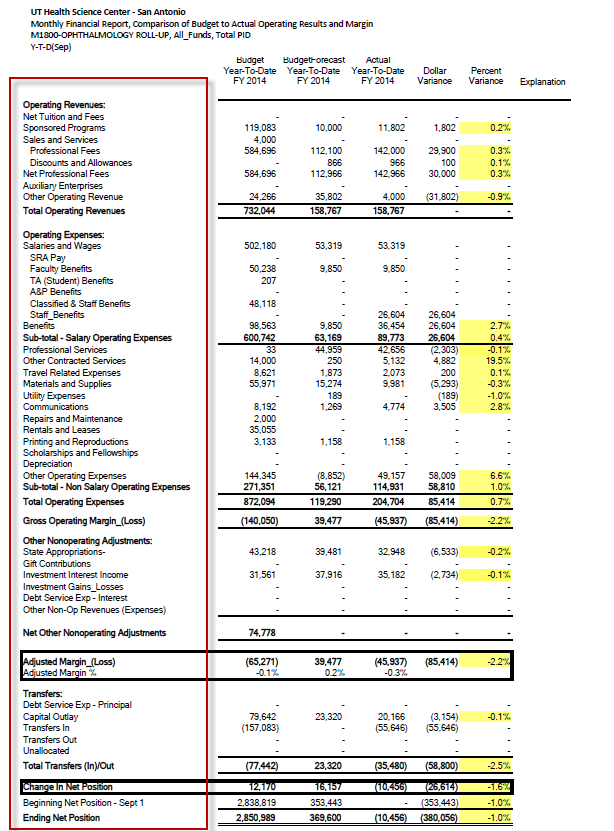 UT Health Science Center - San Antonio
Monthly Financial Report, Comparison of Budget to Actual Operating Results and Margin
M1800-OPHTHALMOLOGY ROLL-UP, All_Funds, Total PID
Y-T-D(Sep)
Budget BudgetForecast Actual
Year-To-Date Year-To-Date Year-To-Date Dollar Percent
FY 2014 FY 2014 FY 2014 Variance Variance Explanation
Operating Revenues:
Net Tuition and Fees - - - - -
Sponsored Programs 119,083 10,000 11,802 1,802 0.2%
Sales and Services 4,000 - - - -
Professional Fees 584,696 112,100 142,000 29,900 0.3%
Discounts and Allowances - 866 966 100 0.1%
Net Professional Fees 584,696 112,966 142,966 30,000 0.3%
Auxiliary Enterprises - - - - -
Other Operating Revenue 24,266 35,802 4,000 (31,802) -0.9%
Total Operating Revenues 732,044 158,767 158,767 - -
Operating Expenses:
Salaries and Wages 502,180 53,319 53,319 - -
SRA Pay - - - - -
Faculty Benefits 50,238 9,850 9,850 - -
TA (Student) Benefits 207 - - - -
A&P Benefits - - - - -
Classified & Staff Benefits 48,118 - - - -
Staff_Benefits - - 26,604 26,604 -
Benefits 98,563 9,850 36,454 26,604 2.7%
Sub-total - Salary Operating Expenses 600,742 63,169 89,773 26,604 0.4%
Professional Services 33 44,959 42,656 (2,303) -0.1%
Other Contracted Services 14,000 250 5,132 4,882 19.5%
Travel Related Expenses 8,621 1,873 2,073 200 0.1%
Materials and Supplies 55,971 15,274 9,981 (5,293) -0.3%
Utility Expenses - 189 - (189) -1.0%
Communications 8,192 1,269 4,774 3,505 2.8%
Repairs and Maintenance 2,000 - - - -
Rentals and Leases 35,055 - - - -
Printing and Reproductions 3,133 1,158 1,158 - -
Scholarships and Fellowships - - - - -
Depreciation - - - - -
Other Operating Expenses 144,345 (8,852) 49,157 58,009 6.6%
Sub-total - Non Salary Operating Expenses 271,351 56,121 114,931 58,810 1.0%
Total Operating Expenses 872,094 119,290 204,704 85,414 0.7%
Gross Operating Margin_(Loss) (140,050) 39,477 (45,937) (85,414) -2.2%
Other Nonoperating Adjustments:
State Appropriations- 43,218 39,481 32,948 (6,533) -0.2%
Gift Contributions - - - - -
Investment Interest Income 31,561 37,916 35,182 (2,734) -0.1%
Investment Gains_Losses - - - - -
Debt Service Exp - Interest - - - - -
Other Non-Op Revenues (Expenses) - - - - -
Net Other Nonoperating Adjustments 74,778 - - - -
Adjusted Margin_(Loss) (65,271) 39,477 (45,937) (85,414) -2.2%
Adjusted Margin % -0.1% 0.2% -0.3%
Transfers:
Debt Service Exp - Principal - - - - -
Capital Outlay 79,642 23,320 20,166 (3,154) -0.1%
Transfers In (157,083) - (55,646) (55,646) -
Transfers Out - - - - -
Unallocated - - - - -
Total Transfers (In)/Out (77,442) 23,320 (35,480) (58,800) -2.5%
Change In Net Position 12,170 16,157 (10,456) (26,614) -1.6%
Beginning Net Position - Sept 1 2,838,819 353,443 - (353,443) -1.0%
Ending Net Position 2,850,989 369,600 (10,456) (380,056) -1.0%